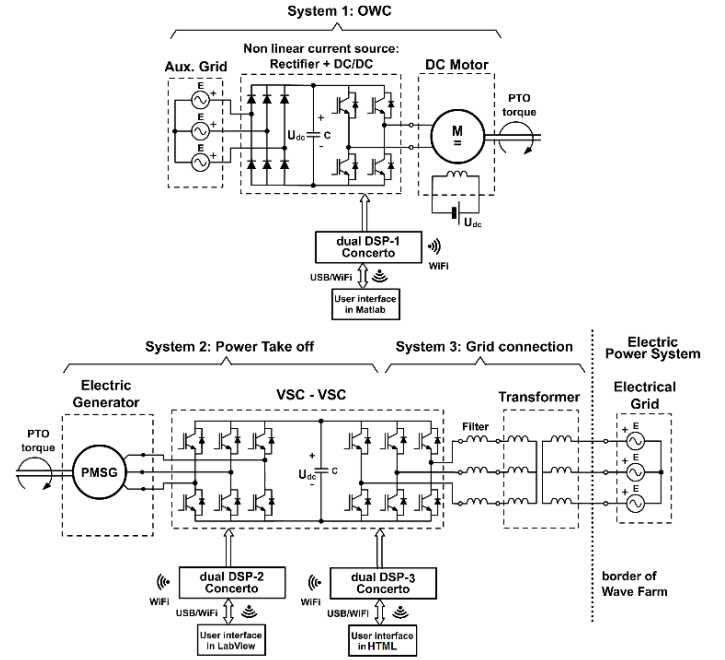 System 1: OWC
Non linear current source:
Rectifier + DC/DC
Aux. Grid
DC Motor
E
+
E
+
E
+
+
U dc
C
-
M
=
PTO
torque
U dc
dual DSP-1
Concerto
WiFi
USB/WiFi
User interface
in Matlab
System 2: Power Take off
System 3: Grid connection
Electric
Power System
Electric
Generator
VSC - VSC
Transformer
Electrical
Grid
PTO
torque
PMSG
+
U dc
C
-
Filter
E
+
E
+
E
+
dual DSP-2
Concerto
WiFi
USB/WiFi
User interface
in LabView
dual DSP-3
Concerto
WiFi
USB/WiFi
User interface
in HTML
border of
Wave Farm